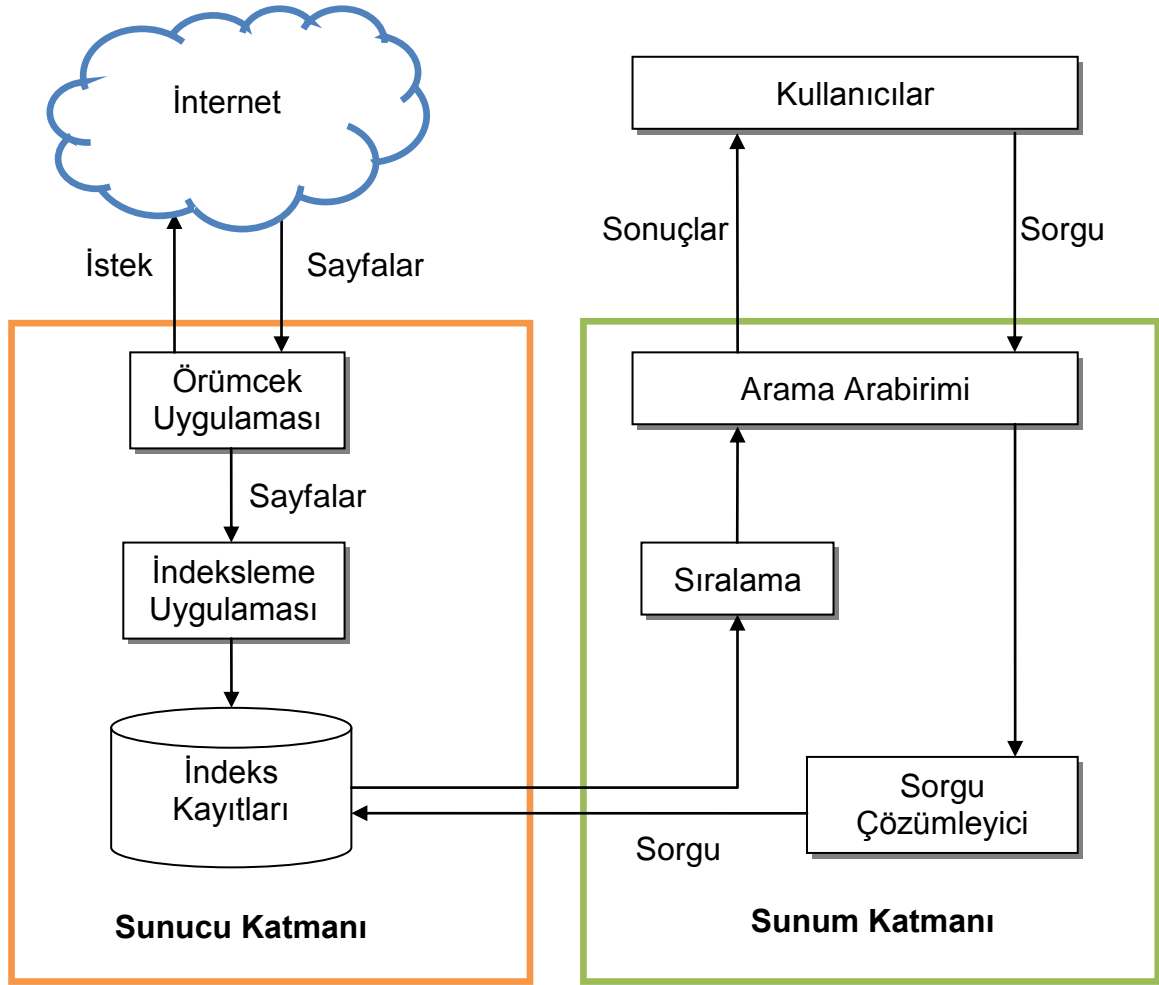 İnternet
Kullanıcılar
İstek
Sayfalar
Sonuçlar
Sorgu
Örümcek
Uygulaması
Arama Arabirimi
Sayfalar
İndeksleme
Uygulaması
Sıralama
İndeks
Kayıtları
Sorgu
Çözümleyici
Sorgu
Sunucu Katmanı
Sunum Katmanı